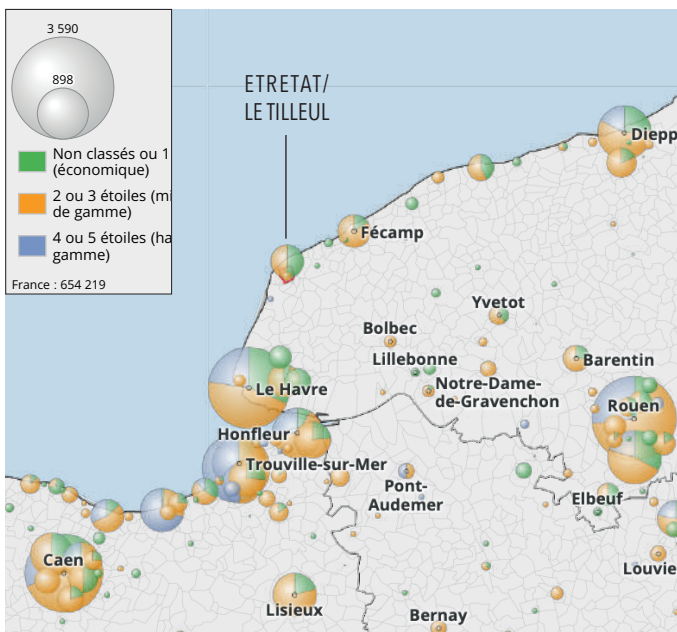 3 590
898
Non classés ou 1
(économique)
2 ou 3 étoiles (mi
de gamme)
4 ou 5 étoiles (ha
gamme)
France : 654 219
ETRETAT/
LE TILLEUL
Diepp
Fécamp
Yvetot
Bolbec
Lillebonne
Barentin
Le Havre
Notre-Dame-
de-Gravenchon
Rouen
Honfleur
Trouville-sur-Mer
Pont-
Audemer
Elbeuf
Caen
Louvie
Lisieux
Bernay